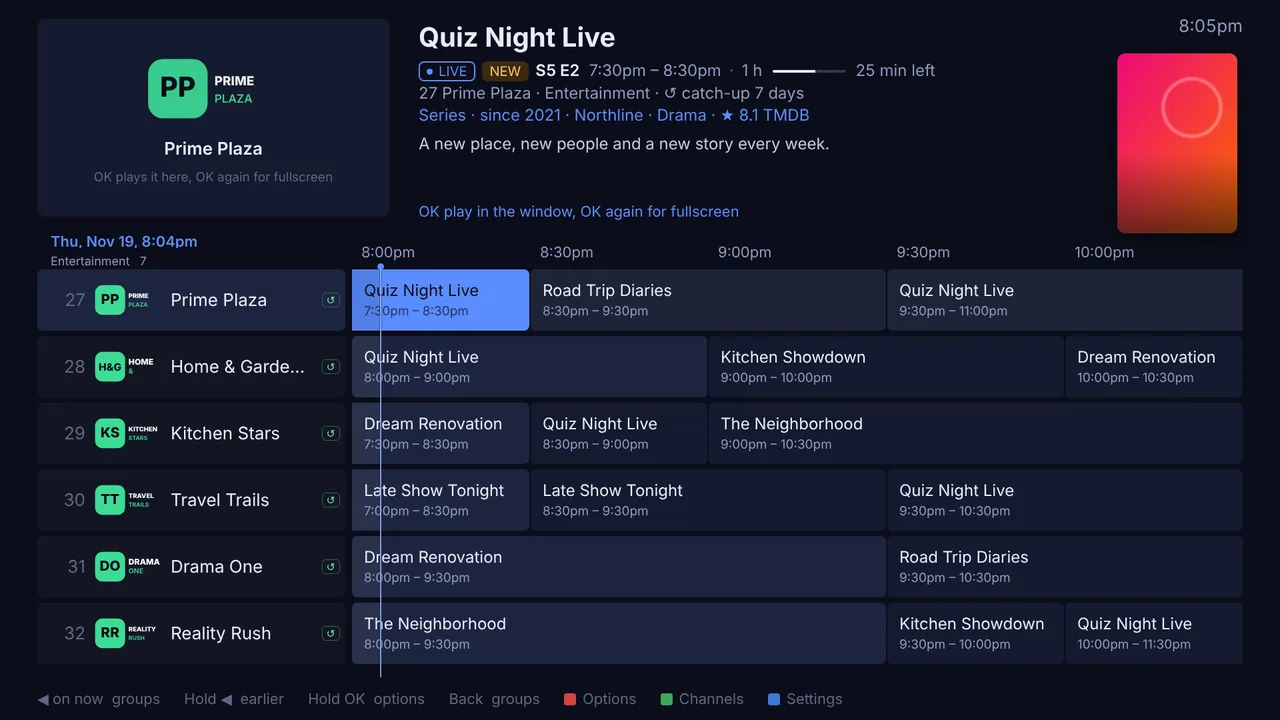 8:05pm
PP PRIME PLAZA
Prime Plaza
OK plays it here, OK again for fullscreen
Quiz Night Live
LIVE NEW S5 E2 7:30pm – 8:30pm · 1 h 25 min left
27 Prime Plaza · Entertainment · ↺ catch-up 7 days
Series · since 2021 · Northline · Drama · ★ 8.1 TMDB
A new place, new people and a new story every week.
OK play in the window, OK again for fullscreen
Thu, Nov 19, 8:04pm
Entertainment 7
8:00pm 8:30pm 9:00pm 9:30pm 10:00pm
27 PP PRIME PLAZA Prime Plaza ↺
Quiz Night Live
7:30pm – 8:30pm
Road Trip Diaries
8:30pm – 9:30pm
Quiz Night Live
9:30pm – 11:00pm
28 H&G HOME & Home & Garde... ↺
Quiz Night Live
8:00pm – 9:00pm
Kitchen Showdown
9:00pm – 10:00pm
Dream Renovation
10:00pm – 10:30pm
29 KS KITCHEN STARS Kitchen Stars ↺
Dream Renovation
7:30pm – 8:30pm
Quiz Night Live
8:30pm – 9:00pm
The Neighborhood
9:00pm – 10:30pm
30 TT TRAVEL TRAILS Travel Trails ↺
Late Show Tonight
7:00pm – 8:30pm
Late Show Tonight
8:30pm – 9:30pm
Quiz Night Live
9:30pm – 10:30pm
31 DO DRAMA ONE Drama One ↺
Dream Renovation
8:00pm – 9:30pm
Road Trip Diaries
9:30pm – 10:30pm
32 RR REALITY RUSH Reality Rush ↺
The Neighborhood
8:00pm – 9:30pm
Kitchen Showdown
9:30pm – 10:00pm
Quiz Night Live
10:00pm – 11:30pm
◀ on now groups Hold ◀ earlier Hold OK options Back groups Options Channels Settings